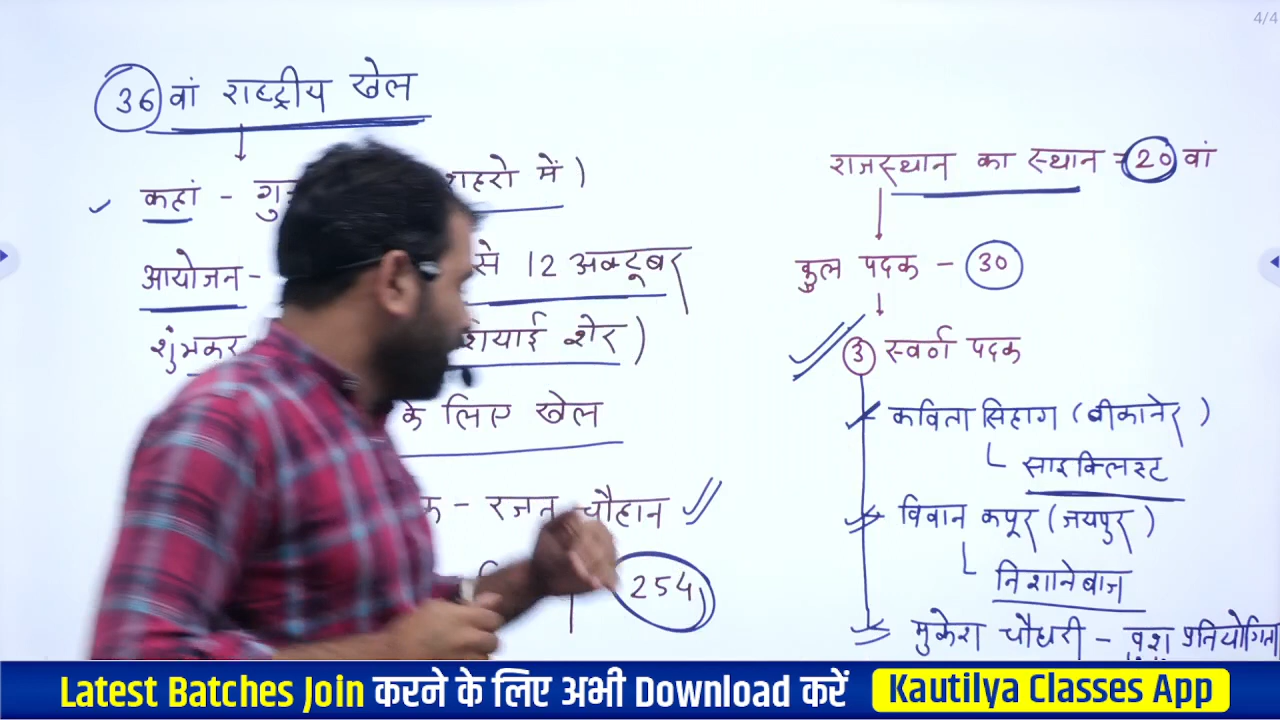 4/4
36 वां राष्ट्रीय खेल
कहां - शहरो में )
आयोजन - से 12 अक्टूबर
शुंभकर शियाई शेर )
के लिए खेल
क - रजत चौहान
254
राजस्थान का स्थान - 20 वां
कुल पदक - 30
3 स्वर्ण पदक
कविता सिहाग ( बीकानेर )
साइक्लिस्ट
विवान कपूर ( जयपुर )
निशानेबाज
मुकेश चौधरी - वुशु प्रतियोगिता
Latest Batches Join करने के लिए अभी Download करें Kautilya Classes App